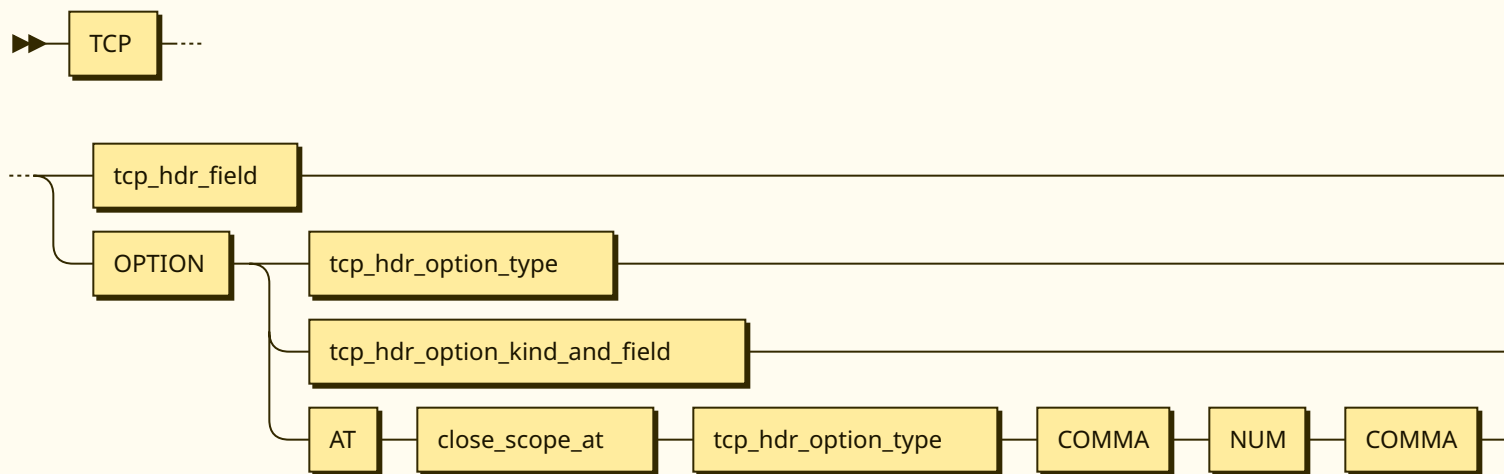 TCP
tcp_hdr_field
OPTION tcp_hdr_option_type
tcp_hdr_option_kind_and_field
AT close_scope_at tcp_hdr_option_type COMMA NUM COMMA